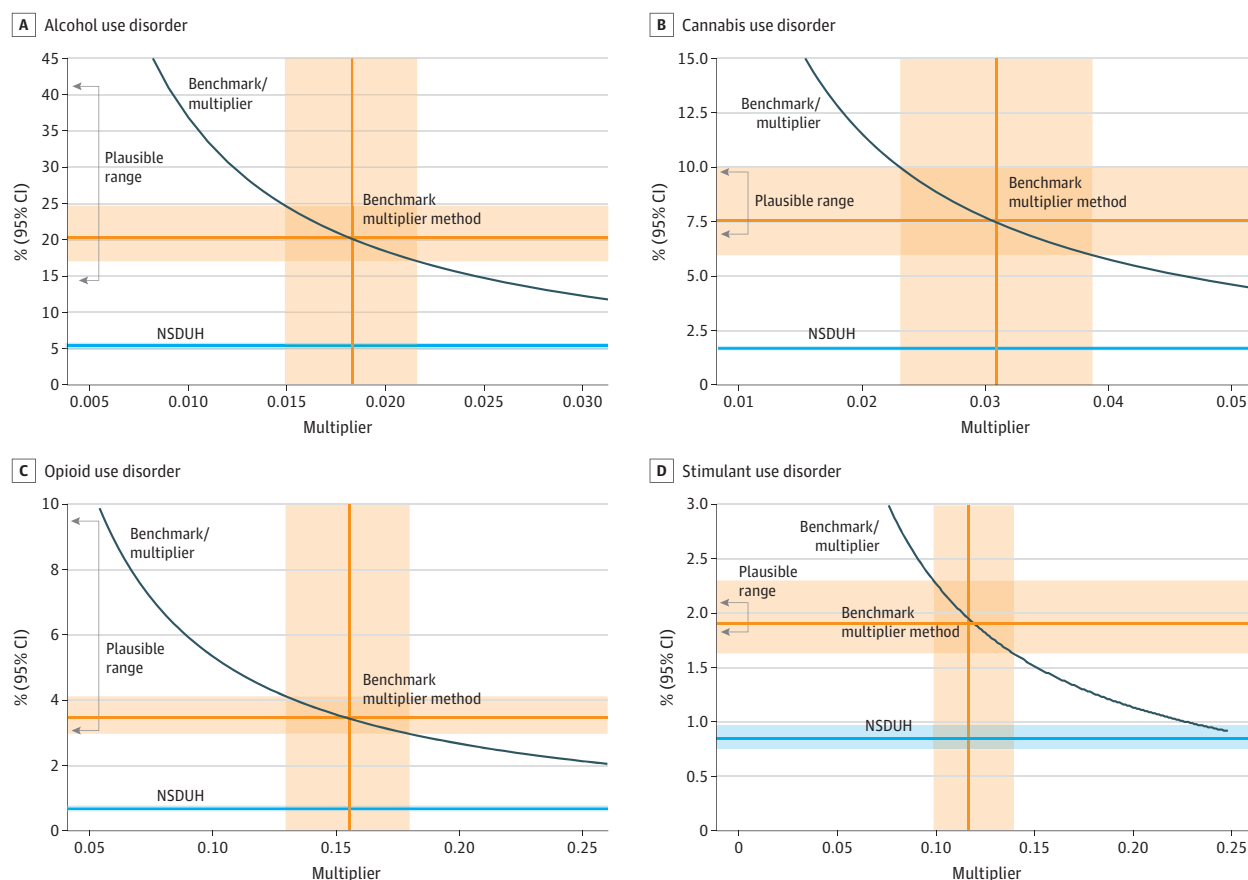 A Alcohol use disorder
% (95% CI)
45
40
35
30
25
20
15
10
5
0
Benchmark/
multiplier
Plausible
range
Benchmark
multiplier method
NSDUH
0.005
0.010
0.015
0.020
0.025
0.030
Multiplier
B Cannabis use disorder
% (95% CI)
15.0
12.5
10.0
7.5
5.0
2.5
0
Benchmark/
multiplier
Plausible range
Benchmark
multiplier method
NSDUH
0.01
0.02
0.03
0.04
0.05
Multiplier
C Opioid use disorder
% (95% CI)
10
8
6
4
2
0
Benchmark/
multiplier
Plausible
range
Benchmark
multiplier method
NSDUH
0.05
0.10
0.15
0.20
0.25
Multiplier
D Stimulant use disorder
% (95% CI)
3.0
2.5
2.0
1.5
1.0
0.5
0
Benchmark/
multiplier
Plausible
range
Benchmark
multiplier method
NSDUH
0
0.10
0.15
0.20
0.25
Multiplier